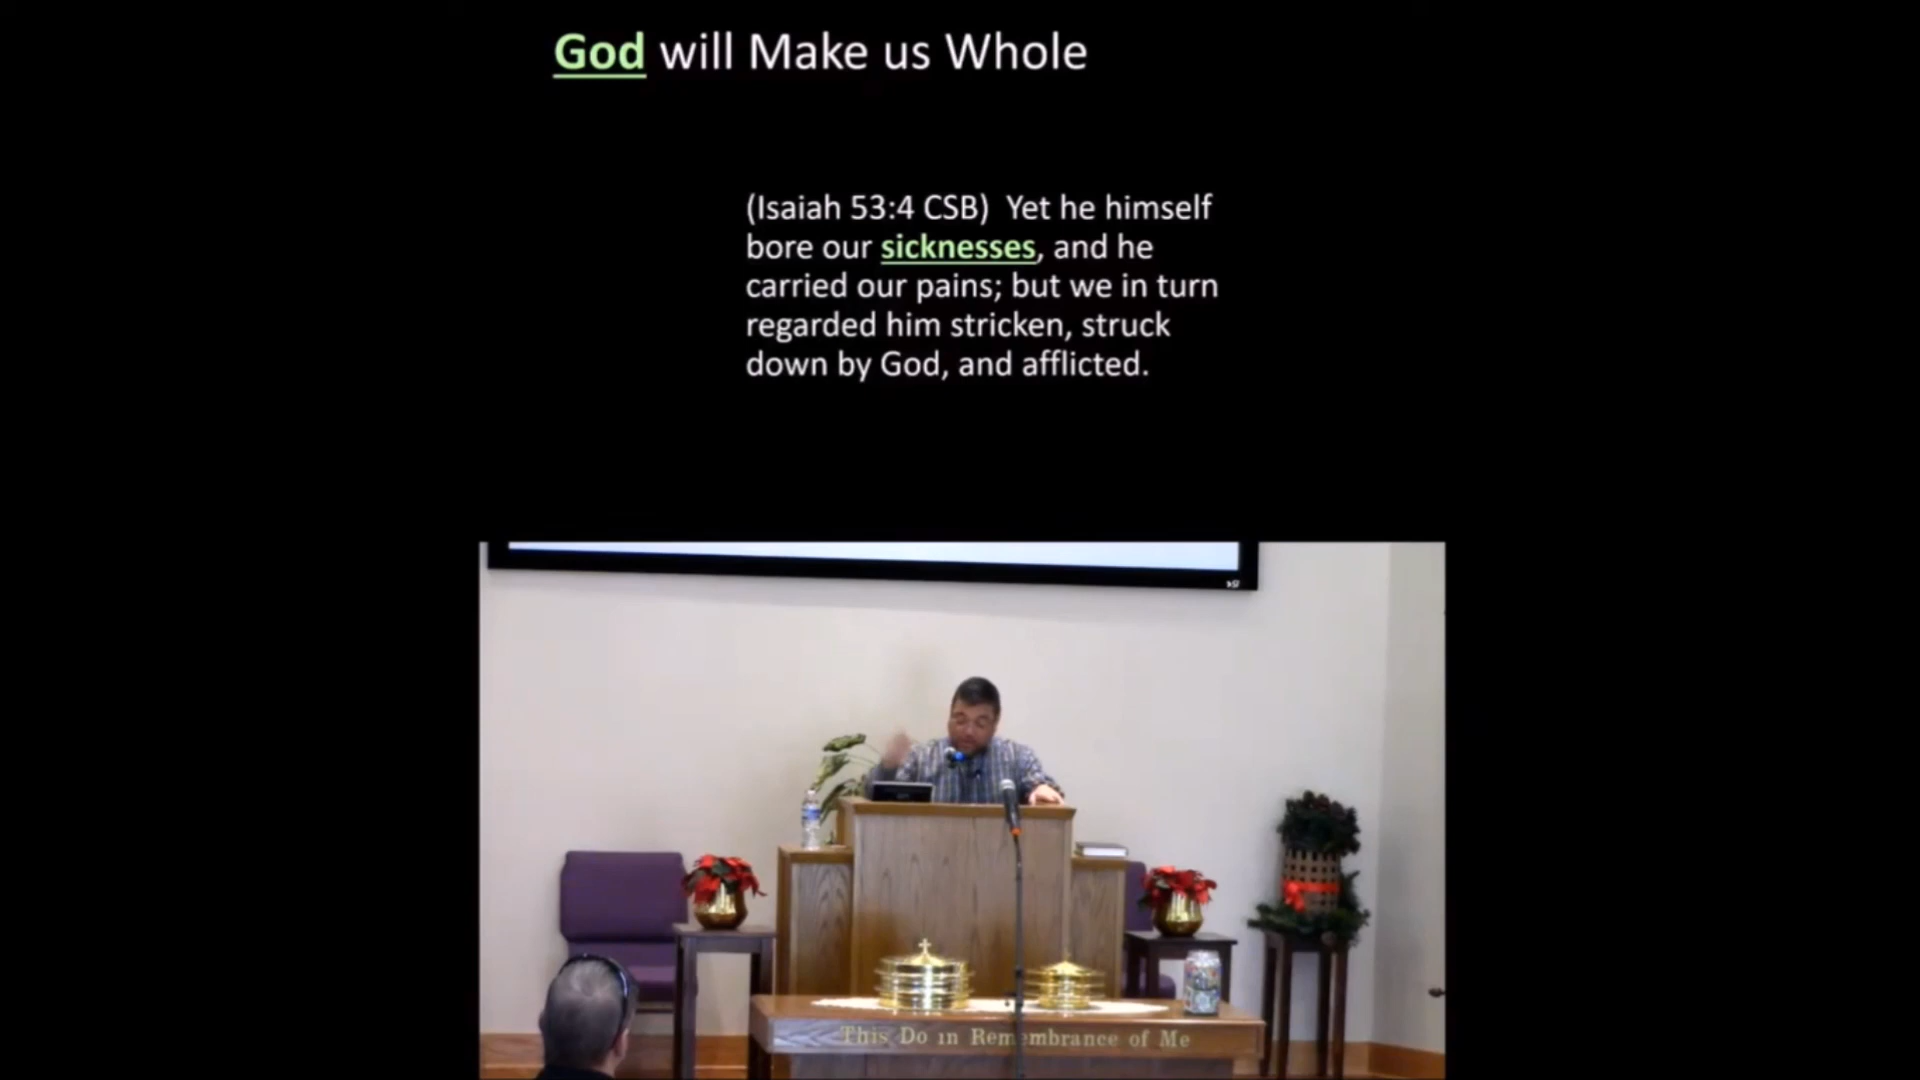 God will Make us Whole
(Isaiah 53:4 CSB) Yet he himself
bore our sicknesses, and he
carried our pains; but we in turn
regarded him stricken, struck
down by God, and afflicted.
This Do in Remembrance of Me